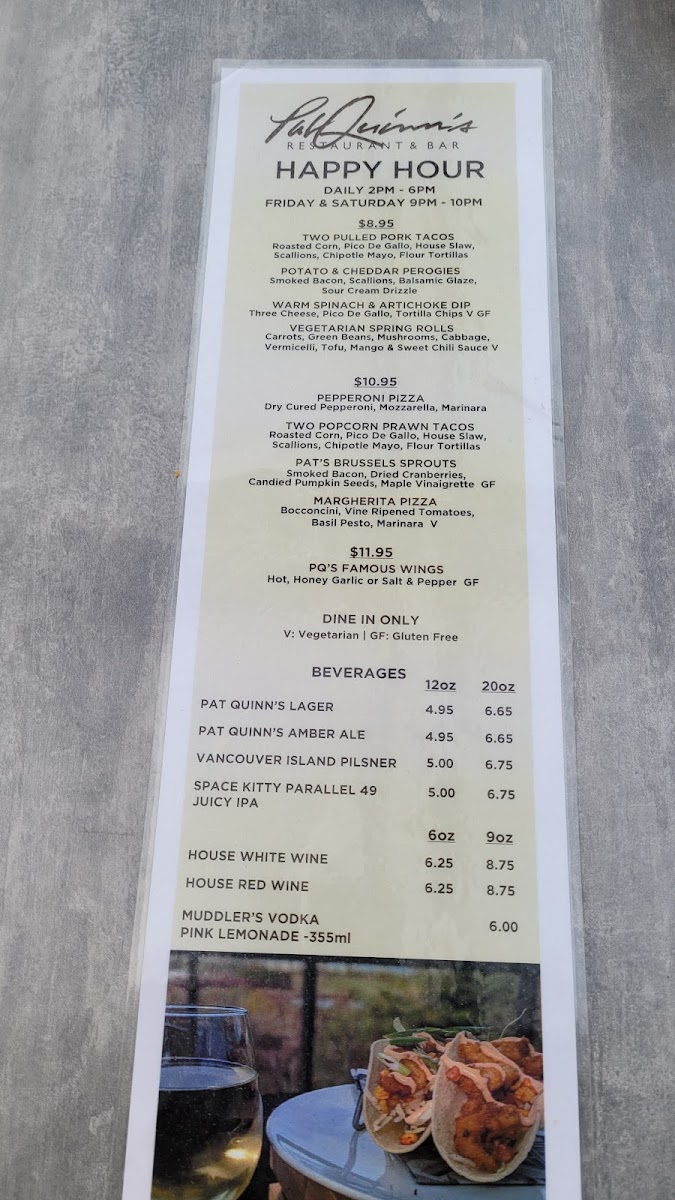 Pat Quinn's
RESTAURANT & BAR
HAPPY HOUR
DAILY 2PM - 6PM
FRIDAY & SATURDAY 9PM - 10PM
$8.95
TWO PULLED PORK TACOS
Roasted Corn, Pico De Gallo, House Slaw,
Scallions, Chipotle Mayo, Flour Tortillas
POTATO & CHEDDAR PEROGIES
Smoked Bacon, Scallions, Balsamic Glaze,
Sour Cream Drizzle
WARM SPINACH & ARTICHOKE DIP
Three Cheese, Pico De Gallo, Tortilla Chips V GF
VEGETARIAN SPRING ROLLS
Carrots, Green Beans, Mushrooms, Cabbage,
Vermicelli, Tofu, Mango & Sweet Chili Sauce V
$10.95
PEPPERONI PIZZA
Dry Cured Pepperoni, Mozzarella, Marinara
TWO POPCORN PRAWN TACOS
Roasted Corn, Pico De Gallo, House Slaw,
Scallions, Chipotle Mayo, Flour Tortillas
PAT'S BRUSSELS SPROUTS
Smoked Bacon, Dried Cranberries,
Candied Pumpkin Seeds, Maple Vinaigrette GF
MARGHERITA PIZZA
Bocconcini, Vine Ripened Tomatoes,
Basil Pesto, Marinara V
$11.95
PQ'S FAMOUS WINGS
Hot, Honey Garlic or Salt & Pepper GF
DINE IN ONLY
V: Vegetarian | GF: Gluten Free
BEVERAGES
12oz 20oz
PAT QUINN'S LAGER 4.95 6.65
PAT QUINN'S AMBER ALE 4.95 6.65
VANCOUVER ISLAND PILSNER 5.00 6.75
SPACE KITTY PARALLEL 49 5.00 6.75
JUICY IPA
6oz 9oz
HOUSE WHITE WINE 6.25 8.75
HOUSE RED WINE 6.25 8.75
MUDDLER'S VODKA 6.00
PINK LEMONADE -355ml